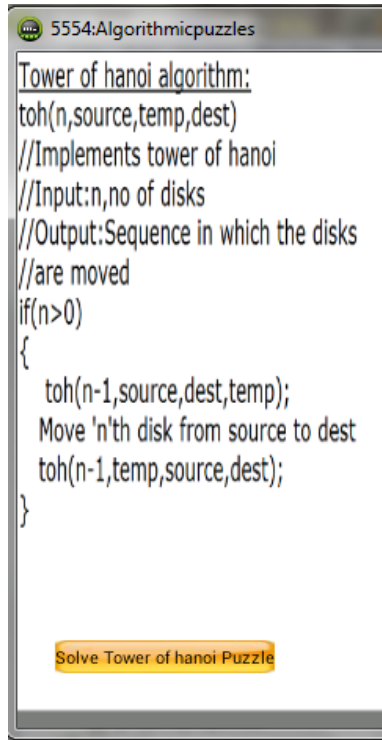 5554:Algorithmicpuzzles
Tower of hanoi algorithm:
toh(n,source,temp,dest)
//Implements tower of hanoi
//Input:n,no of disks
//Output:Sequence in which the disks
//are moved
if(n>0)
{
toh(n-1,source,dest,temp);
Move 'n'th disk from source to dest
toh(n-1,temp,source,dest);
}
Solve Tower of hanoi Puzzle